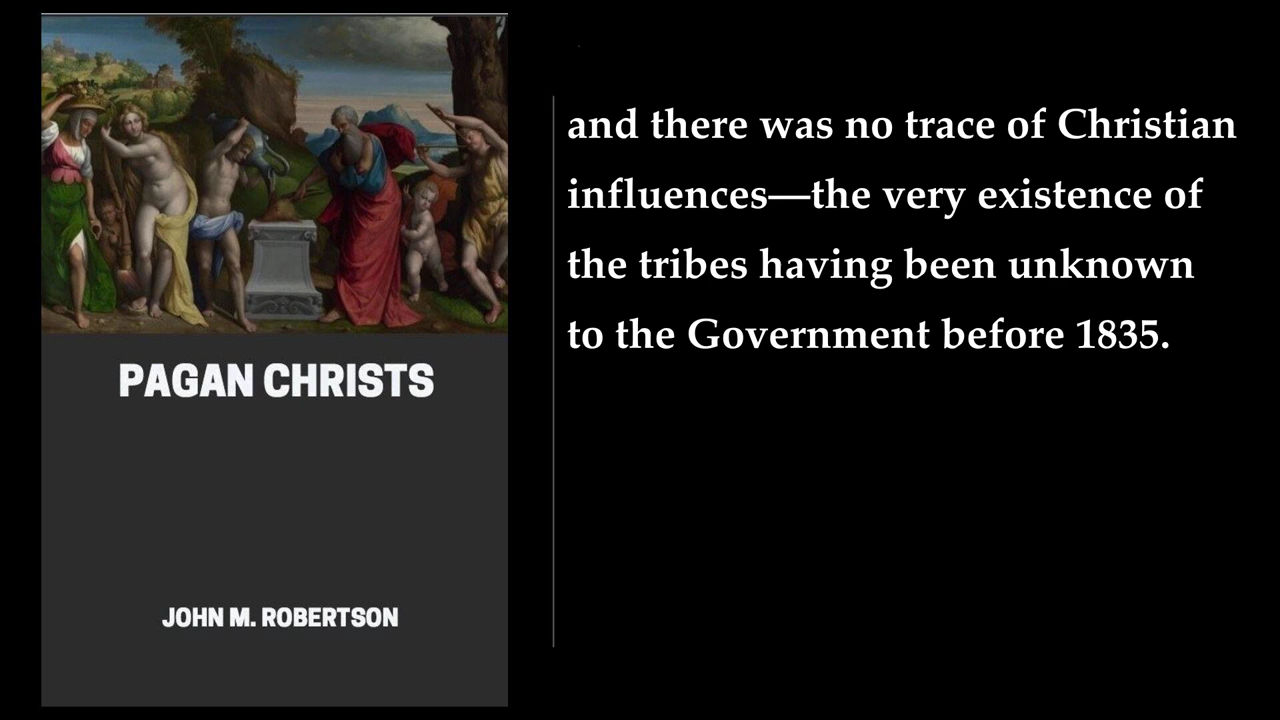 PAGAN CHRISTS
JOHN M. ROBERTSON
and there was no trace of Christian
influences—the very existence of
the tribes having been unknown
to the Government before 1835.